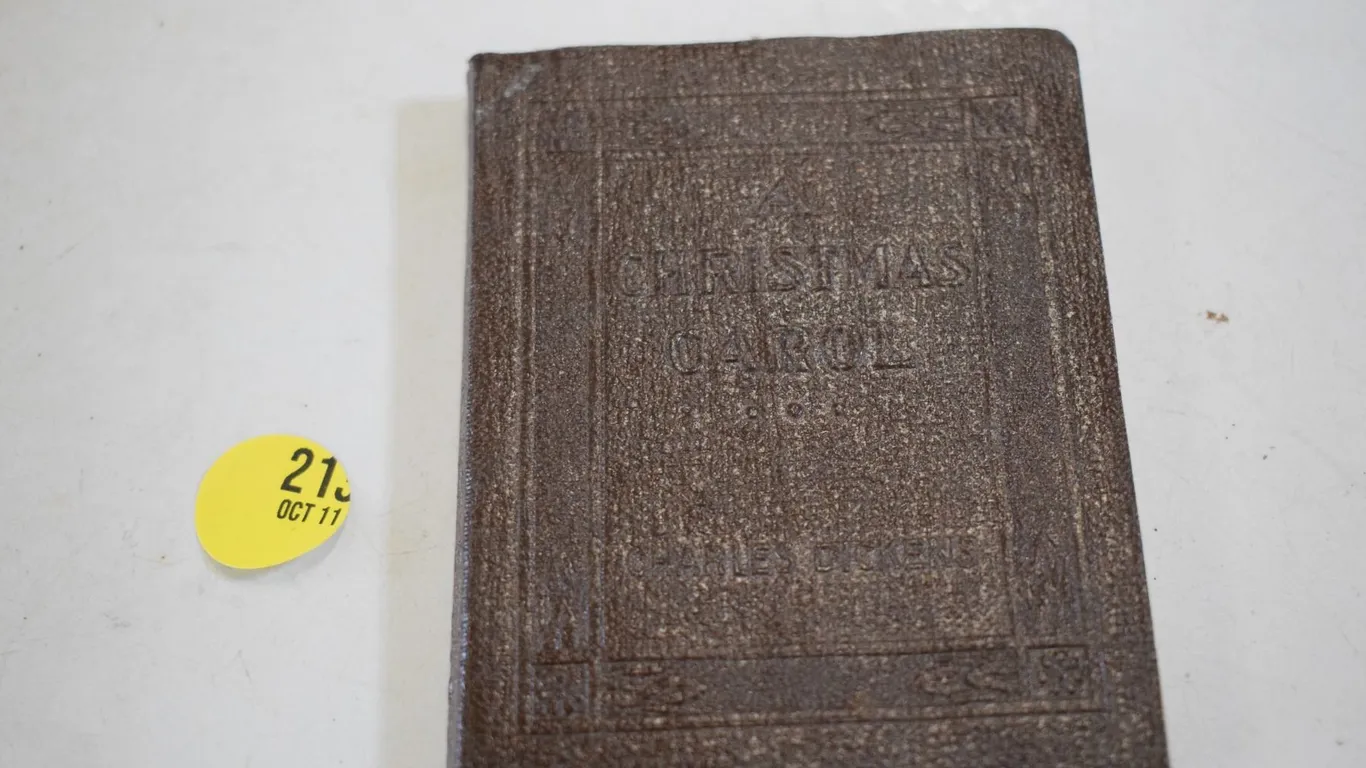 A
CHRISTMAS
CAROL
CHARLES DICKENS
OCT 11